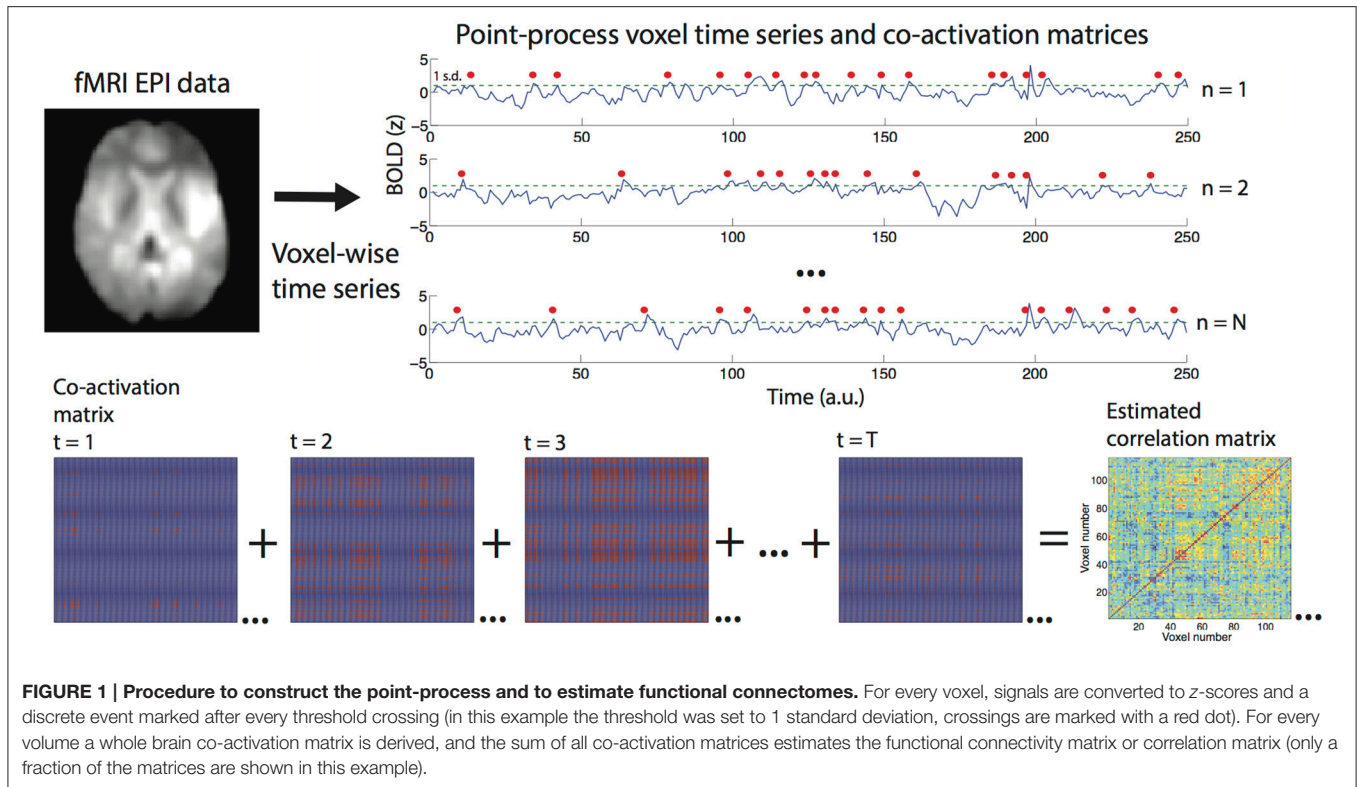 Point-process voxel time series and co-activation matrices
fMRI EPI data
Voxel-wise
time series
BOLD (z)
5
1 s.d.
0
−5
0 50 100 150 200 250
n = 1
5
0
−5
0 50 100 150 200 250
n = 2
•••
5
0
−5
0 50 100 150 200 250
n = N
Time (a.u.)
Co-activation
matrix
t = 1
t = 2
t = 3
t = T
Estimated
correlation matrix
+ + + ... + =
... ... ... ... ...
Voxel number
100
80
60
40
20
20 40 60 80 100
Voxel number
FIGURE 1 | Procedure to construct the point-process and to estimate functional connectomes. For every voxel, signals are converted to z-scores and a
discrete event marked after every threshold crossing (in this example the threshold was set to 1 standard deviation, crossings are marked with a red dot). For every
volume a whole brain co-activation matrix is derived, and the sum of all co-activation matrices estimates the functional connectivity matrix or correlation matrix (only a
fraction of the matrices are shown in this example).